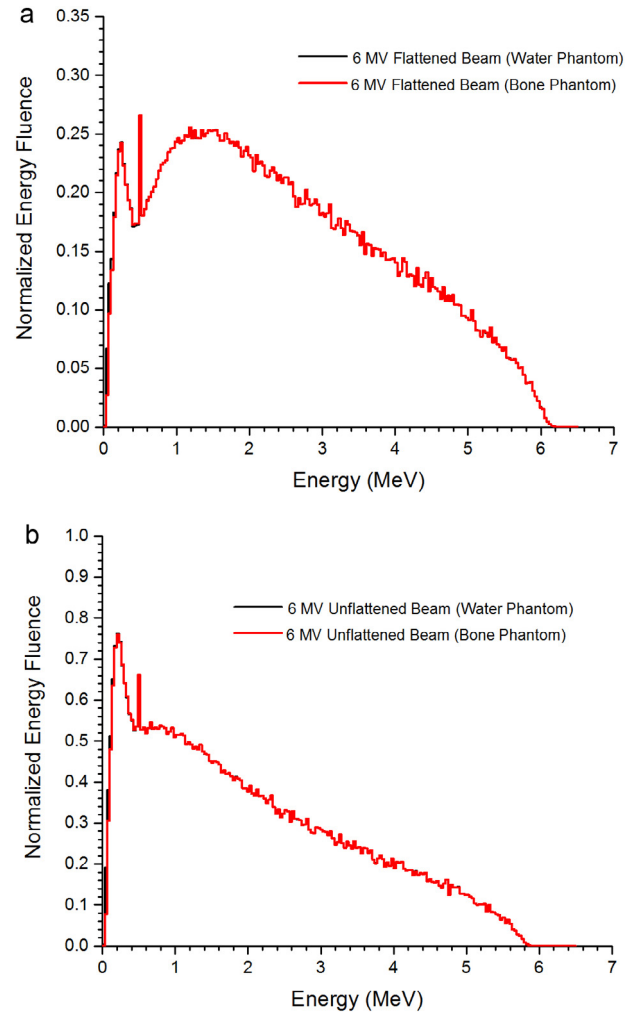 a
0.35
6 MV Flattened Beam (Water Phantom)
6 MV Flattened Beam (Bone Phantom)
0.30
0.25
0.20
0.15
0.10
0.05
0.00
Normalized Energy Fluence
0 1 2 3 4 5 6 7
Energy (MeV)
b
1.0
0.9
6 MV Unflattened Beam (Water Phantom)
6 MV Unflattened Beam (Bone Phantom)
0.8
0.7
0.6
0.5
0.4
0.3
0.2
0.1
0.0
Normalized Energy Fluence
0 1 2 3 4 5 6 7
Energy (MeV)